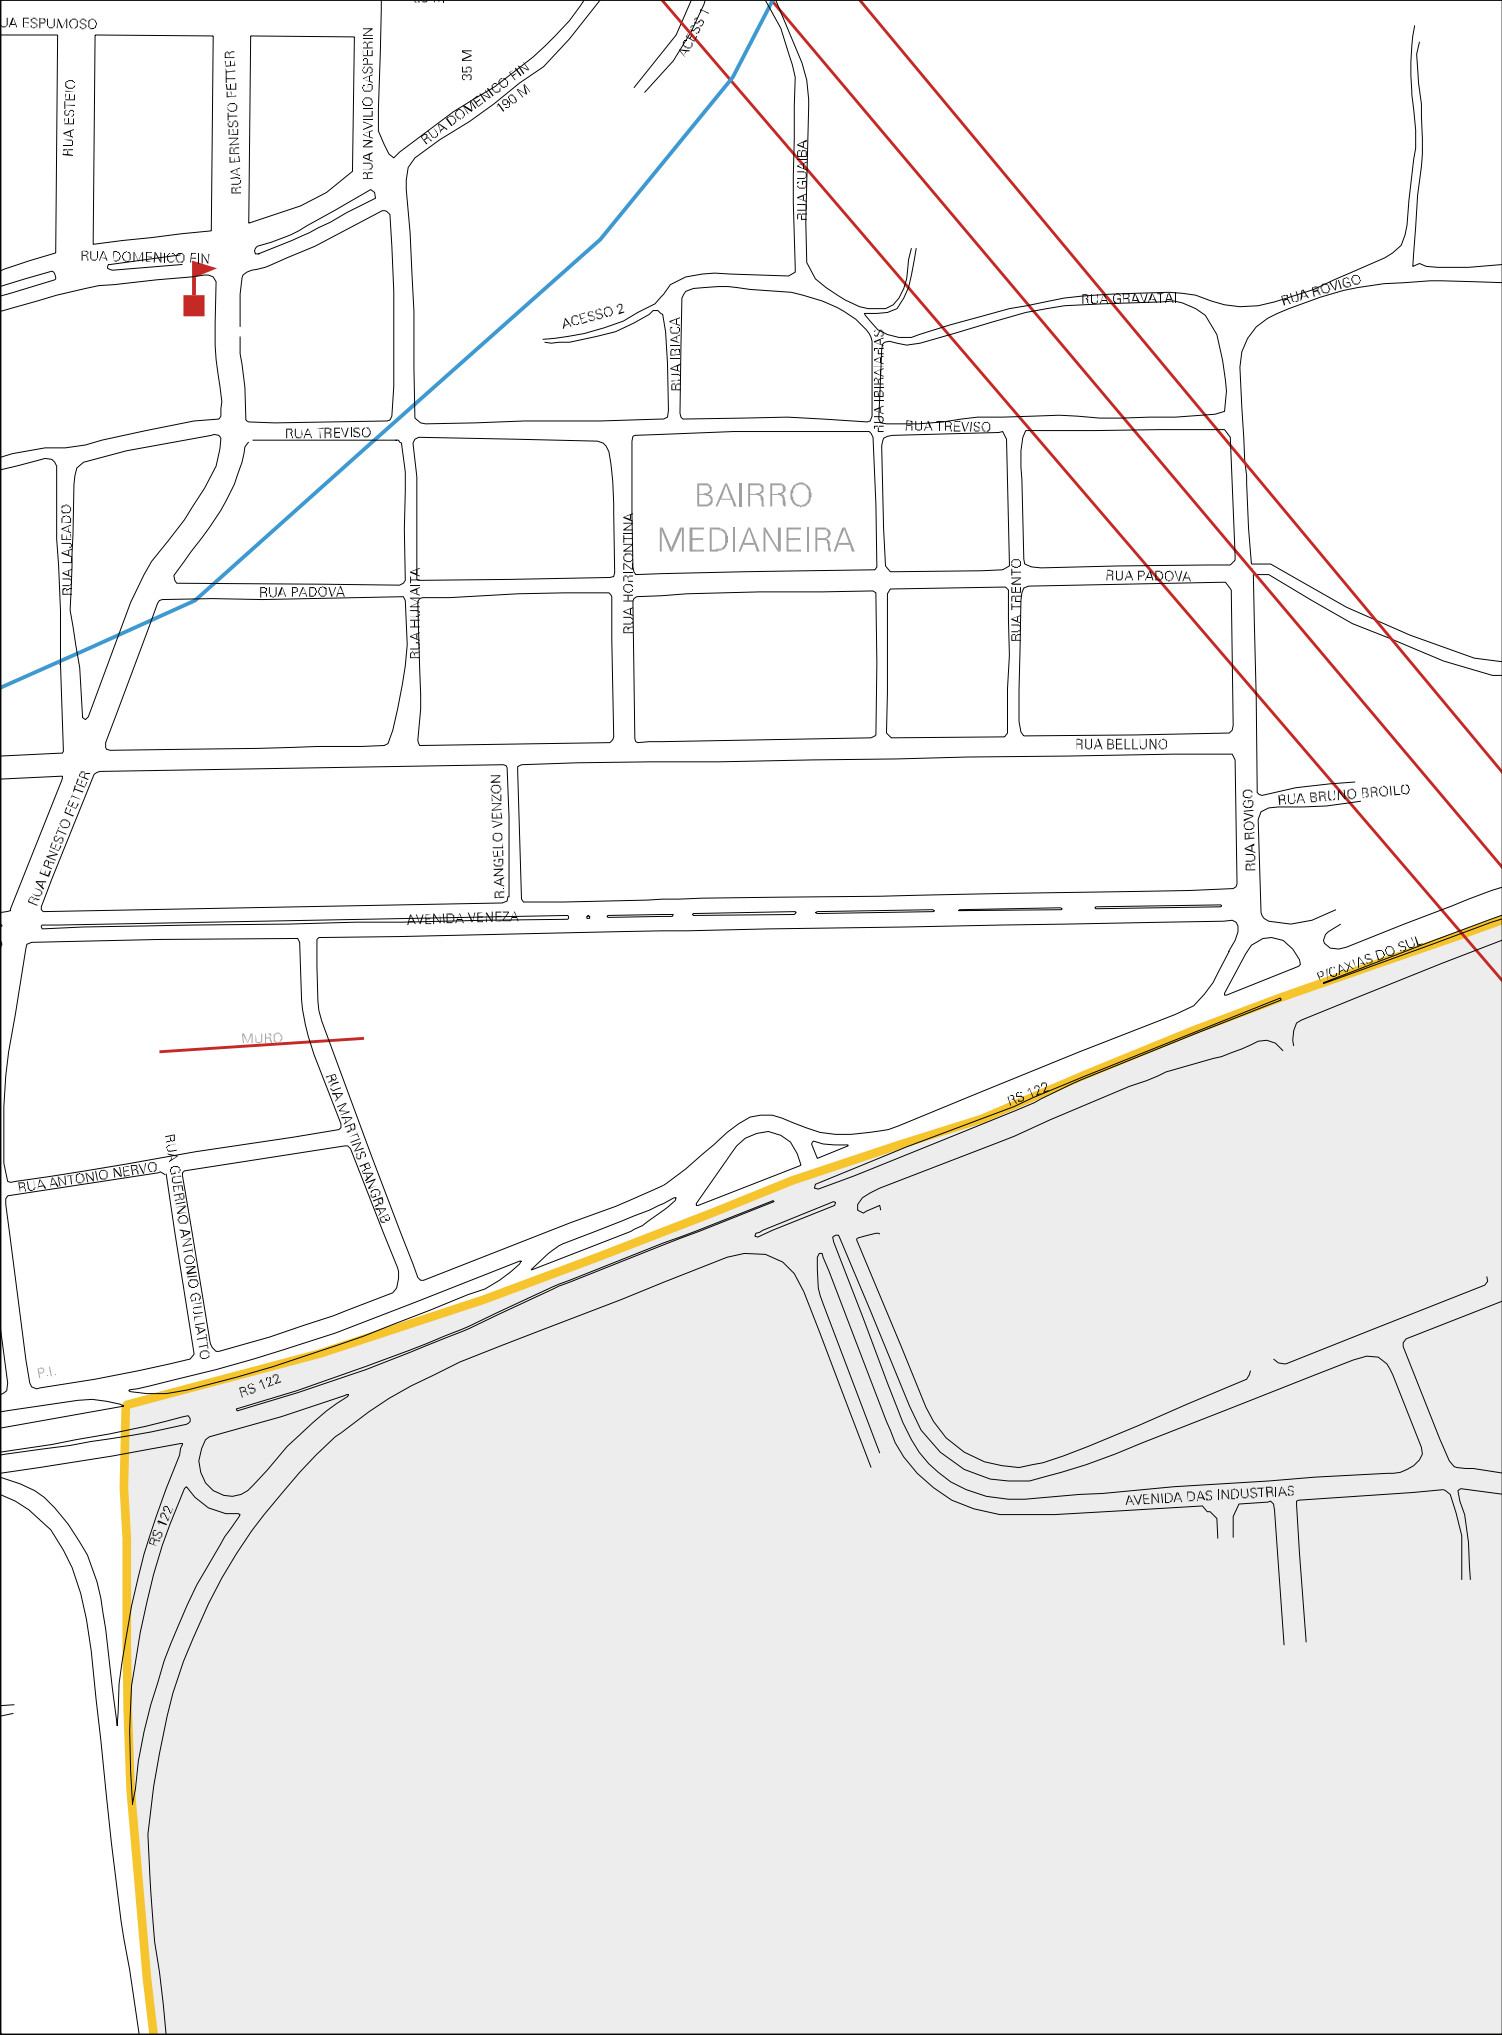 UA ESPUMOSO
RUA ESTEIO
RUA ERNESTO FETTER
RUA NAVILIO GASPERIN
35 M
RUA DOMENICO FIN
190 M
RUA GUAIBA
RUA DOMENICO FIN
ACESSO 2
RUA IBIACA
RUA IBIRAIARAS
RUA GRAVATAI
RUA ROVIGO
RUA TREVISO
RUA TREVISO
BAIRRO
MEDIANEIRA
RUA LAJEADO
RUA PADOVA
RUA HUMAITA
RUA HORIZONTINA
RUA TRENTO
RUA PADOVA
RUA BELLUNO
RUA ERNESTO FETTER
R.ANGELO VENZON
RUA ROVIGO
RUA BRUNO BROILO
AVENIDA VENEZA
P/CAXIAS DO SUL
MURO
RUA MARTINS RANGRAB
RS 122
RUA ANTONIO NERVO
RUA GUERINO ANTONIO GIULIATTO
P.I.
RS 122
RS 122
AVENIDA DAS INDUSTRIAS